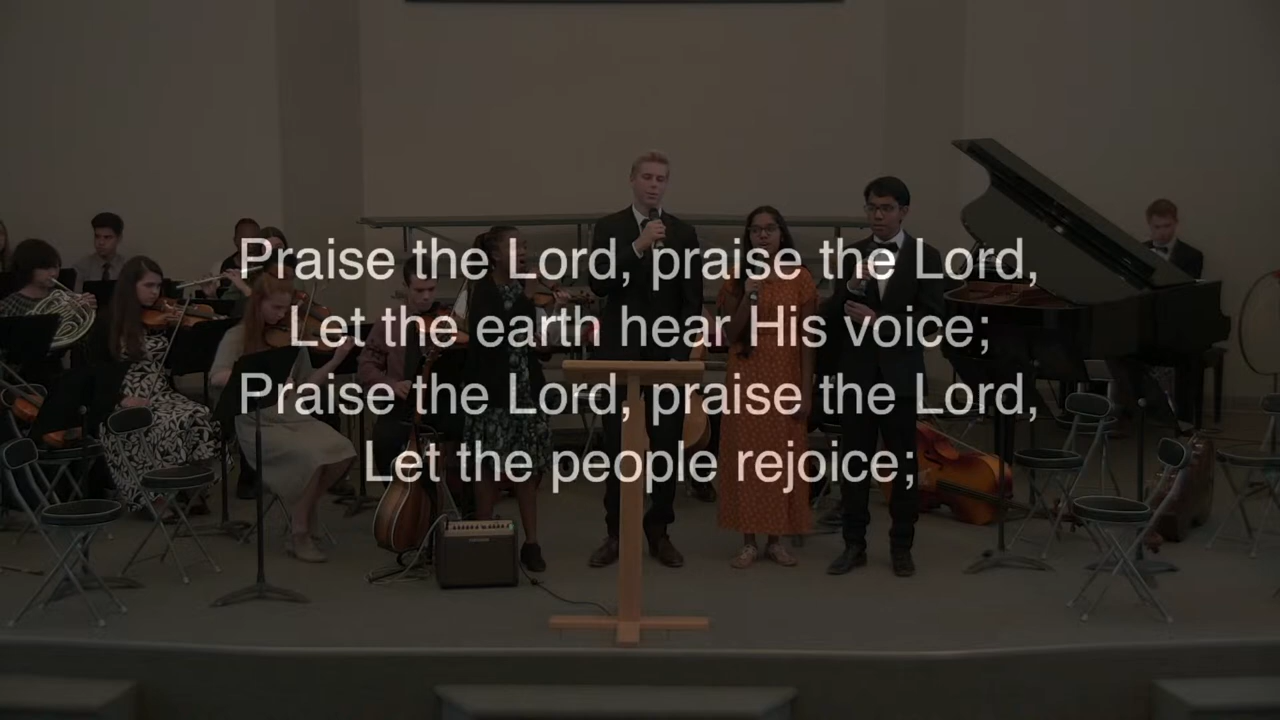 Praise the Lord, praise the Lord,
Let the earth hear His voice;
Praise the Lord, praise the Lord,
Let the people rejoice;